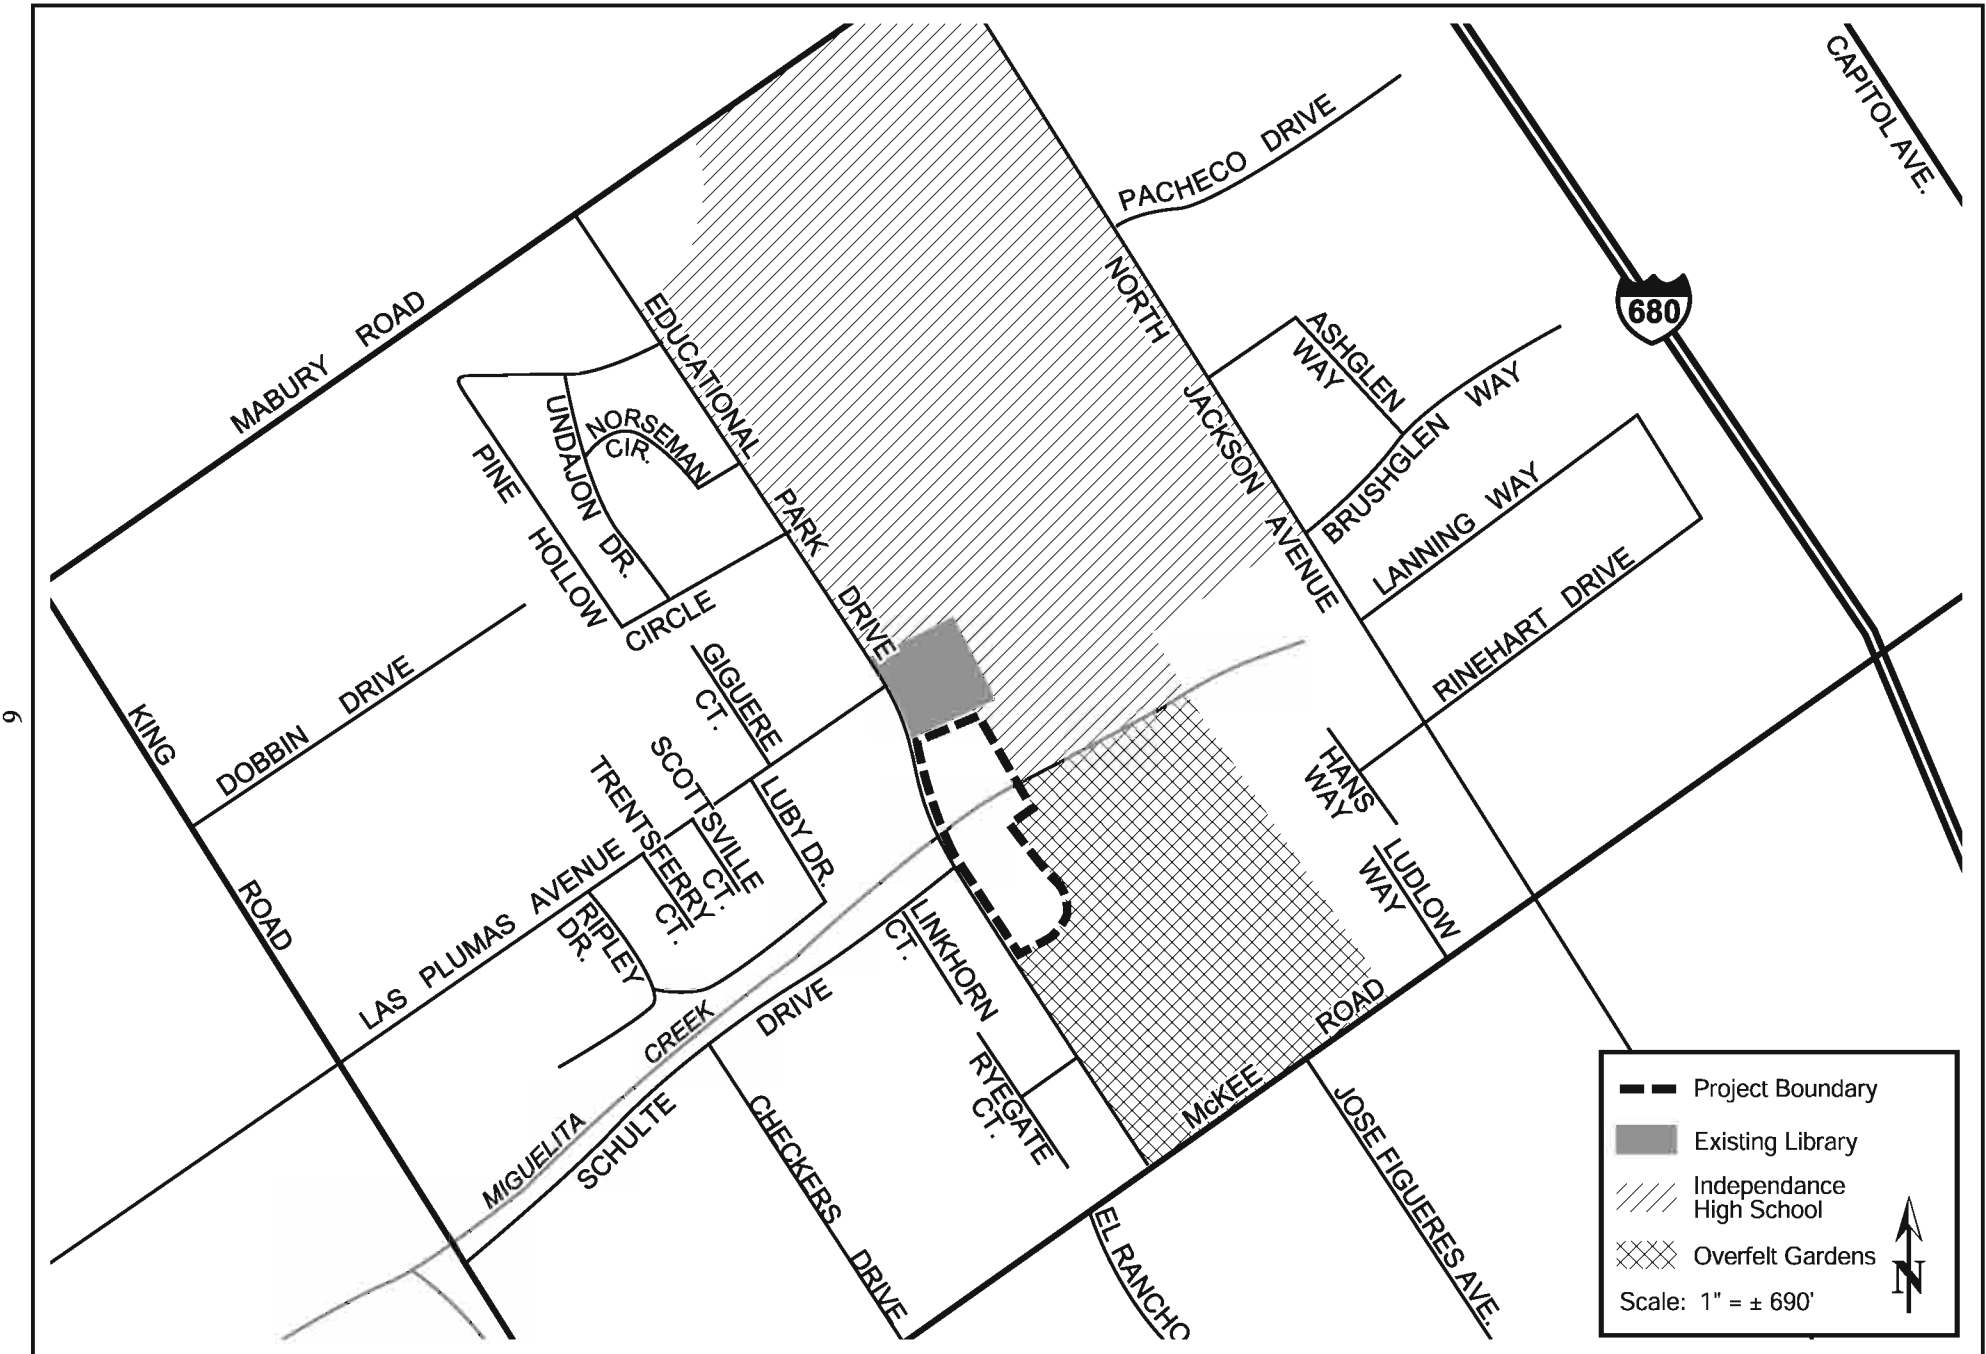 CAPITOL AVE.
PACHECO DRIVE
680
MABURY ROAD
NORTH JACKSON AVENUE
EDUCATIONAL PARK DRIVE
ASHGLEN
WAY
BRUSHGLEN WAY
UNDAJON DR.
NORSEMAN
CIR.
PINE HOLLOW CIRCLE
LANNING WAY
RINEHART DRIVE
KING ROAD
DOBBIN DRIVE
GIGUERE
CT.
SCOTTSVILLE
CT.
TRENTSFERRY
CT.
LUBY DR.
HANS
WAY
LUDLOW
WAY
LAS PLUMAS AVENUE
RIPLEY
DR.
LINKHORN
CT.
MIGUELITA CREEK
SCHULTE DRIVE
RYEGATE
CT.
CHECKERS DRIVE
McKEE ROAD
EL RANCHO
JOSE FIGUERES AVE.
9
Project Boundary
Existing Library
Independance
High School
Overfelt Gardens
Scale: 1" = ± 690'
N